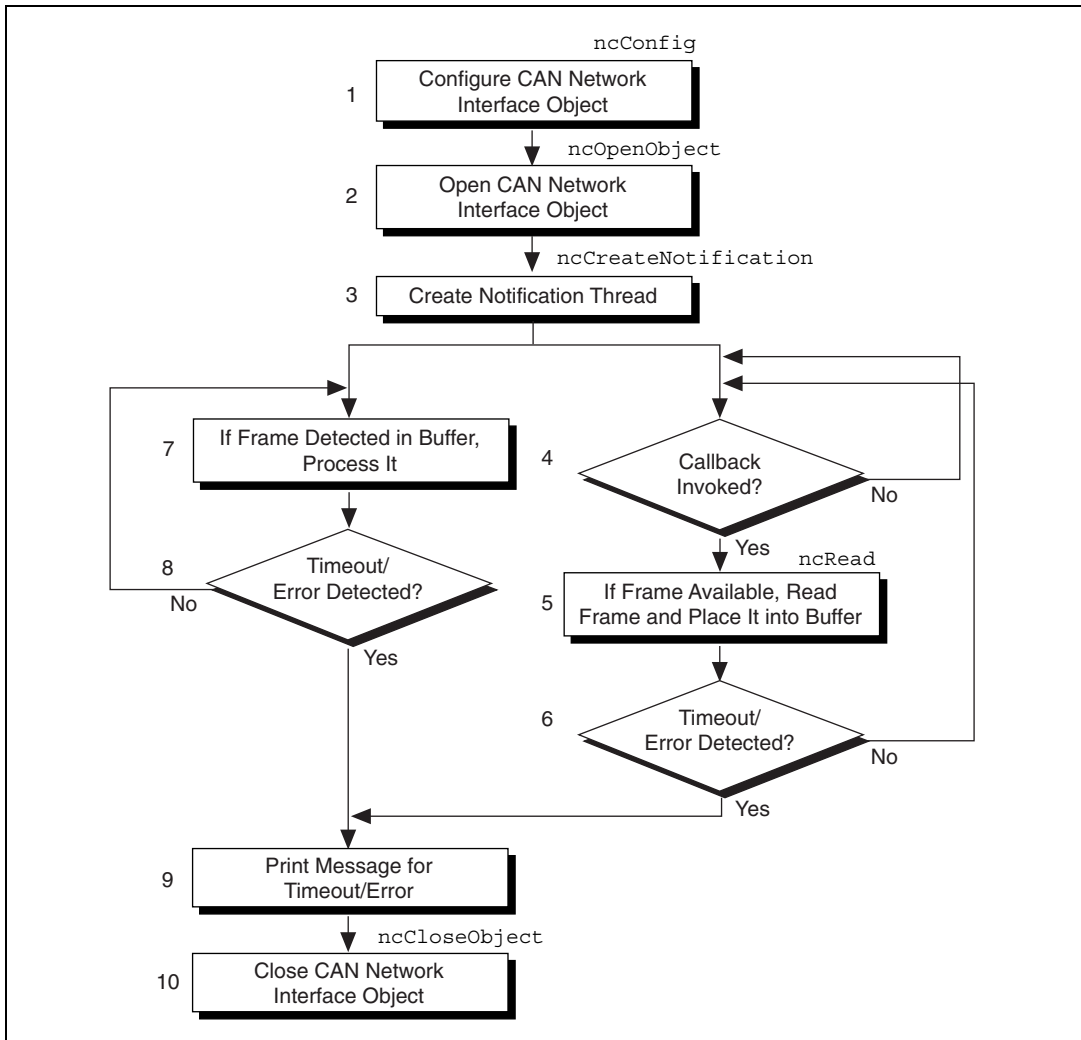 ncConfig
1
Configure CAN Network
Interface Object
ncOpenObject
2
Open CAN Network
Interface Object
ncCreateNotification
3
Create Notification Thread
7
If Frame Detected in Buffer,
Process It
8
Timeout/
Error Detected?
No
Yes
4
Callback
Invoked?
No
Yes
ncRead
5
If Frame Available, Read
Frame and Place It into Buffer
6
Timeout/
Error Detected?
No
Yes
9
Print Message for
Timeout/Error
ncCloseObject
10
Close CAN Network
Interface Object